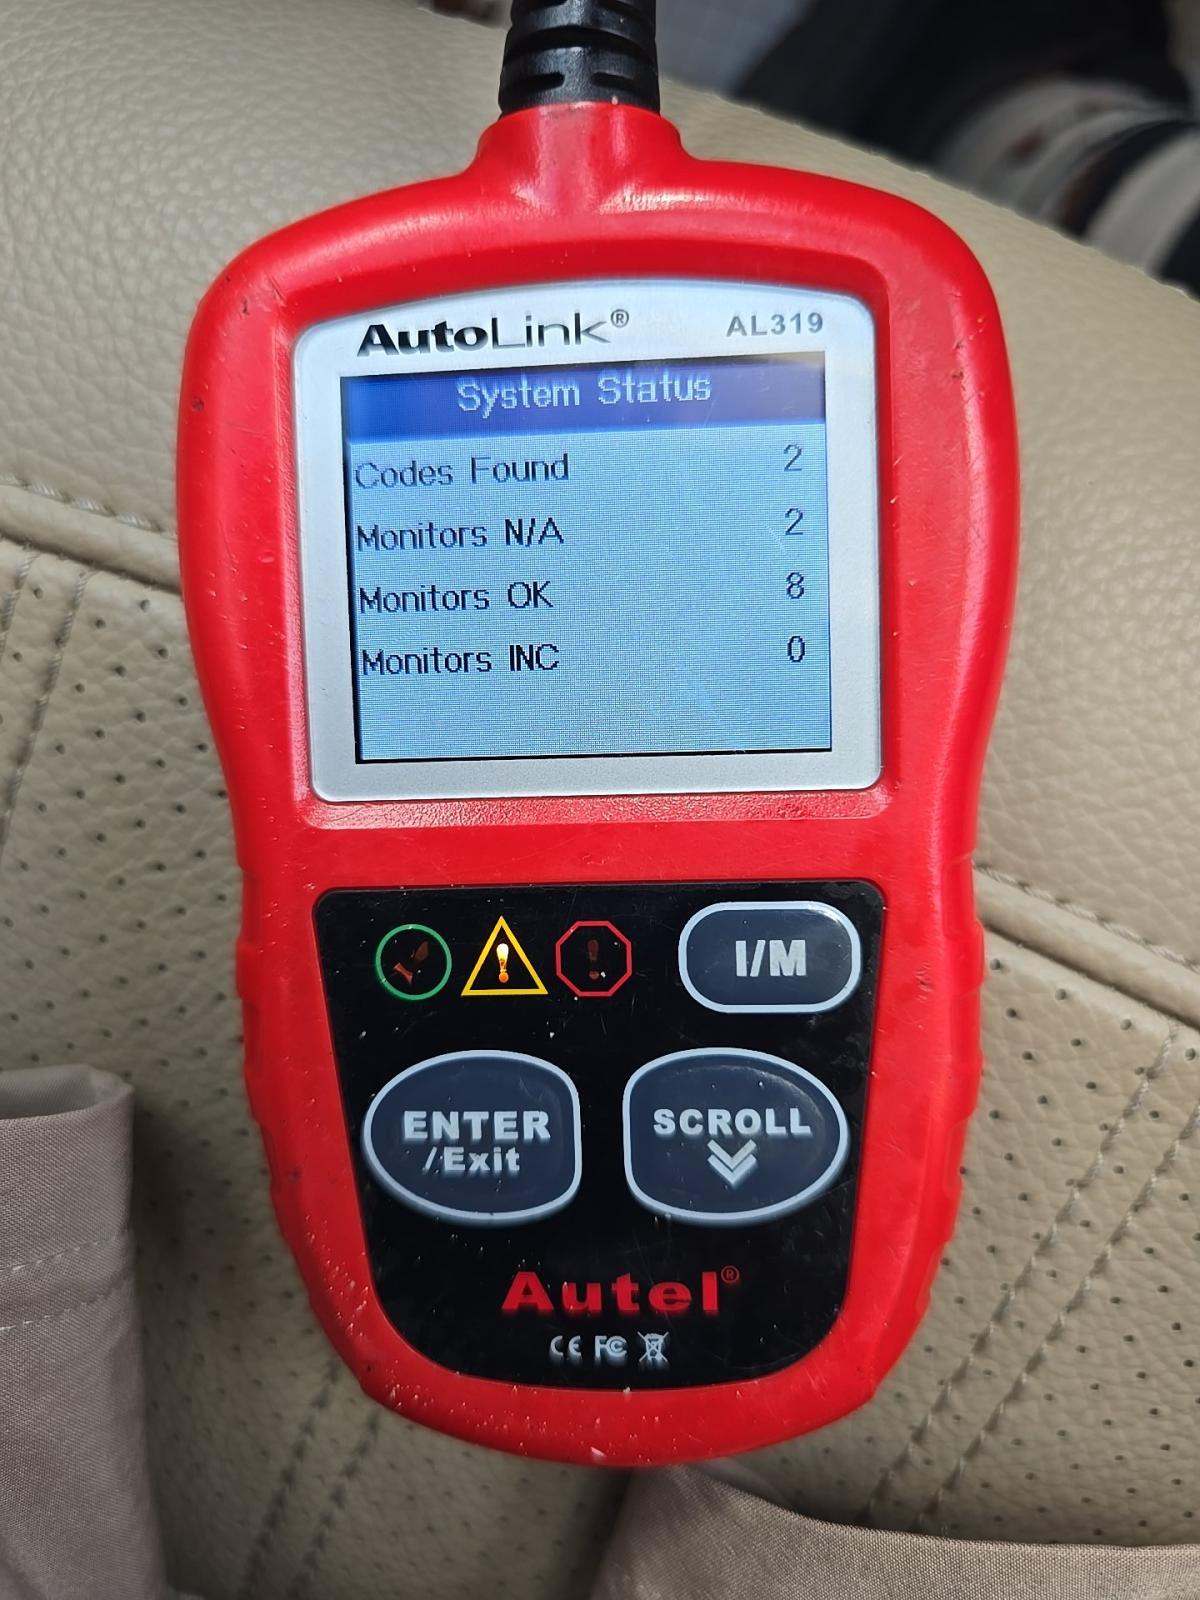 AutoLink® AL319
System Status
Codes Found 2
Monitors N/A 2
Monitors OK 8
Monitors INC 0
I/M
ENTER
/Exit
SCROLL
Autel®
CE FC